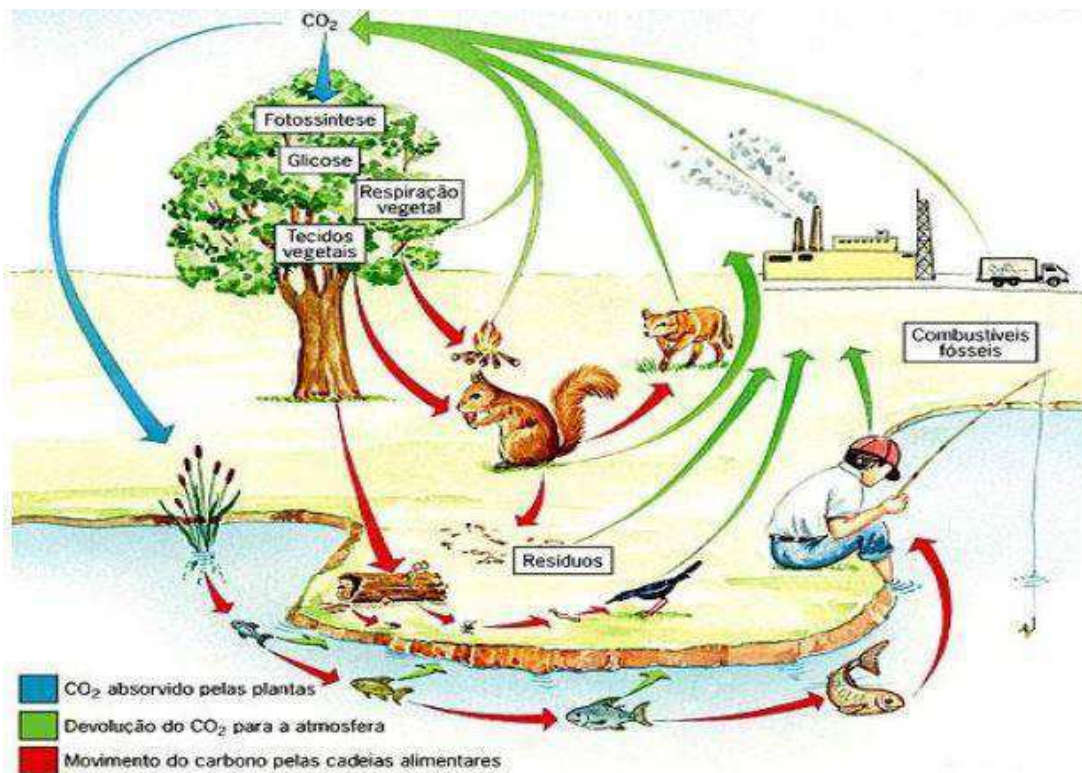 CO₂
Fotossíntese
Glicose
Respiração
vegetal
Tecidos
vegetais
Combustíveis
fósseis
Resíduos
CO₂ absorvido pelas plantas
Devolução do CO₂ para a atmosfera
Movimento do carbono pelas cadeias alimentares